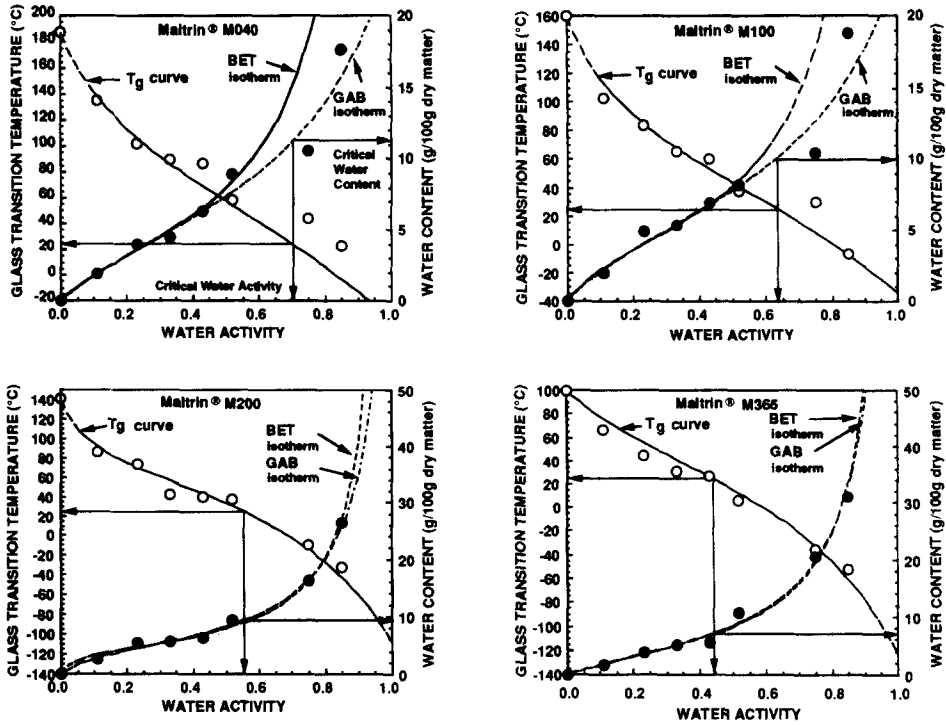 Maltrin® M040
GLASS TRANSITION TEMPERATURE (°C)
200
180
160
140
120
100
80
60
40
20
0
-20
Tg curve
BET
isotherm
GAB
isotherm
Critical
Water
Content
Critical Water Activity
20
15
10
5
0
WATER CONTENT (g/100g dry matter)
0.0 0.2 0.4 0.6 0.8 1.0
WATER ACTIVITY
Maltrin® M100
GLASS TRANSITION TEMPERATURE (°C)
160
140
120
100
80
60
40
20
0
-20
-40
Tg curve
BET
isotherm
GAB
isotherm
20
15
10
5
0
WATER CONTENT (g/100g dry matter)
0.0 0.2 0.4 0.6 0.8 1.0
WATER ACTIVITY
Maltrin® M200
GLASS TRANSITION TEMPERATURE (°C)
140
120
100
80
60
40
20
0
-20
-40
-60
-80
-100
-120
-140
Tg curve
BET
isotherm
GAB
isotherm
50
40
30
20
10
0
WATER CONTENT (g/100g dry matter)
0.0 0.2 0.4 0.6 0.8 1.0
WATER ACTIVITY
Maltrin® M365
GLASS TRANSITION TEMPERATURE (°C)
100
80
60
40
20
0
-20
-40
-60
-80
-100
-120
-140
Tg curve
BET
isotherm
GAB
isotherm
50
40
30
20
10
0
WATER CONTENT (g/100g dry matter)
0.0 0.2 0.4 0.6 0.8 1.0
WATER ACTIVITY